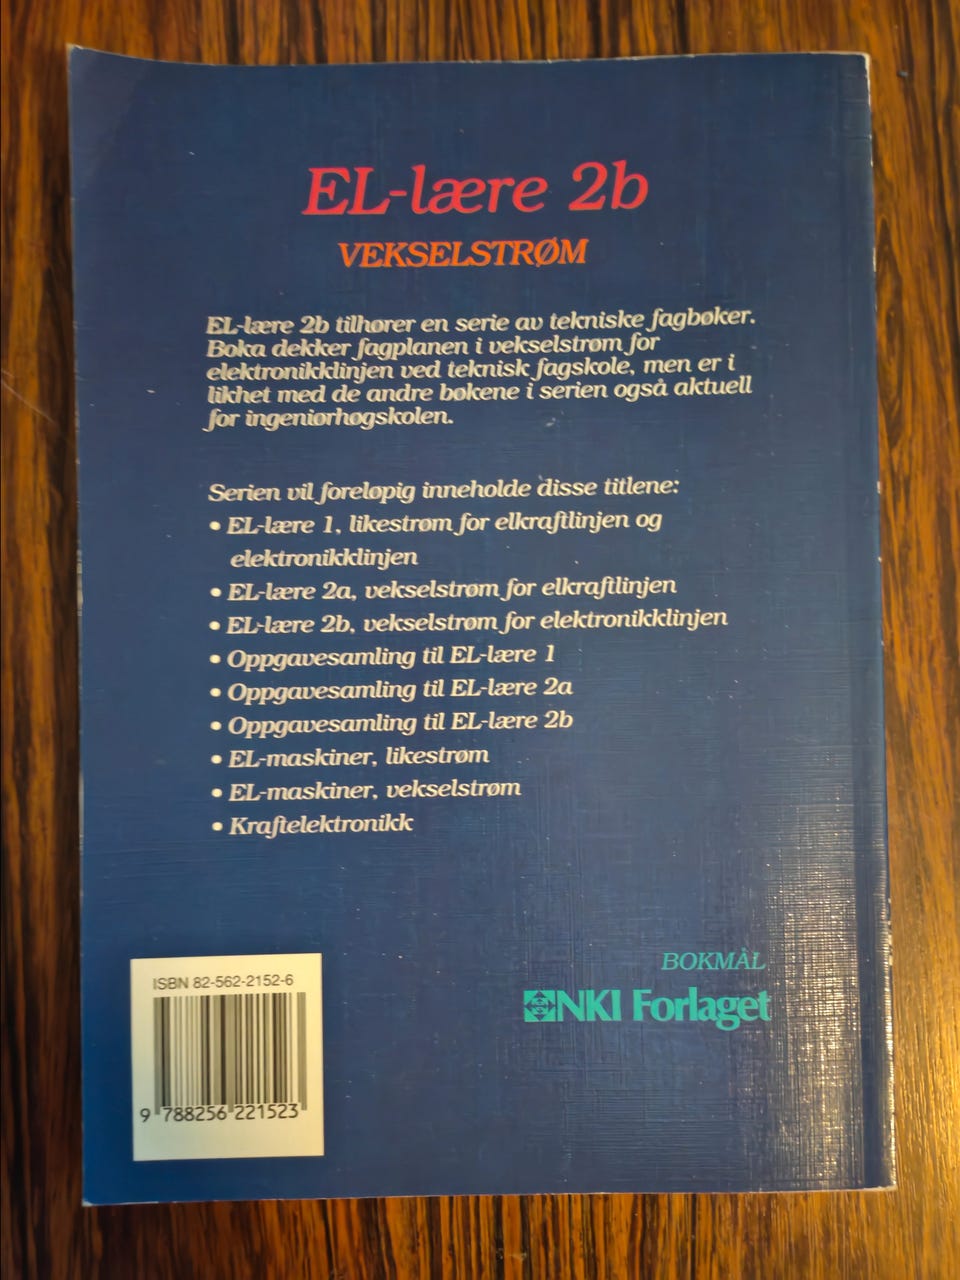 EL-lære 2b
VEKSELSTRØM
EL-lære 2b tilhører en serie av tekniske fagbøker.
Boka dekker fagplanen i vekselstrøm for
elektronikklinjen ved teknisk fagskole, men er i
likhet med de andre bøkene i serien også aktuell
for ingeniørhøgskolen.
Serien vil foreløpig inneholde disse titlene:
• EL-lære 1, likestrøm for elkraftlinjen og
elektronikklinjen
• EL-lære 2a, vekselstrøm for elkraftlinjen
• EL-lære 2b, vekselstrøm for elektronikklinjen
• Oppgavesamling til EL-lære 1
• Oppgavesamling til EL-lære 2a
• Oppgavesamling til EL-lære 2b
• EL-maskiner, likestrøm
• EL-maskiner, vekselstrøm
• Kraftelektronikk
BOKMÅL
NKI Forlaget
ISBN 82-562-2152-6
9 788256 221523